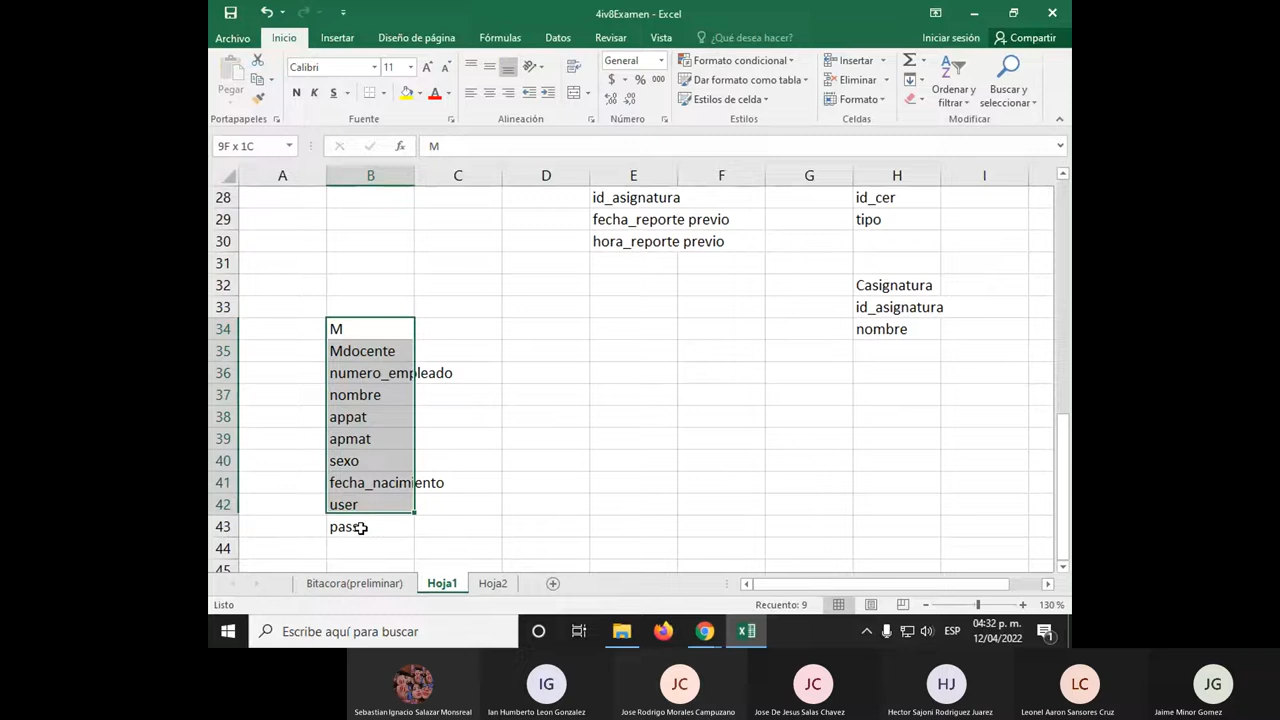 4iv8Examen - Excel
Archivo Inicio Insertar Diseño de página Fórmulas Datos Revisar Vista ¿Qué desea hacer? Iniciar sesión Compartir
Pegar
Calibri 11
N K S
General
$ % 000
Formato condicional
Dar formato como tabla
Estilos de celda
Insertar
Eliminar
Formato
Ordenar y filtrar
Buscar y seleccionar
Portapapeles Fuente Alineación Número Estilos Celdas Modificar
9F x 1C fx M
A B C D E F G H I
28 id_asignatura id_cer
29 fecha_reporte previo tipo
30 hora_reporte previo
31
32 Casignatura
33 id_asignatura
34 M nombre
35 Mdocente
36 numero_empleado
37 nombre
38 appat
39 apmat
40 sexo
41 fecha_nacimiento
42 user
43 pass
44
45
Bitacora(preliminar) Hoja1 Hoja2
Listo Recuento: 9 130 %
Escribe aquí para buscar ESP 04:32 p. m.
12/04/2022
1
IG JC JC HJ LC JG
Sebastian Ignacio Salazar Monsreal Ian Humberto Leon Gonzalez Jose Rodrigo Morales Campuzano Jose De Jesus Salas Chavez Hector Sajoni Rodriguez Juarez Leonel Aaron Sansores Cruz Jaime Minor Gomez